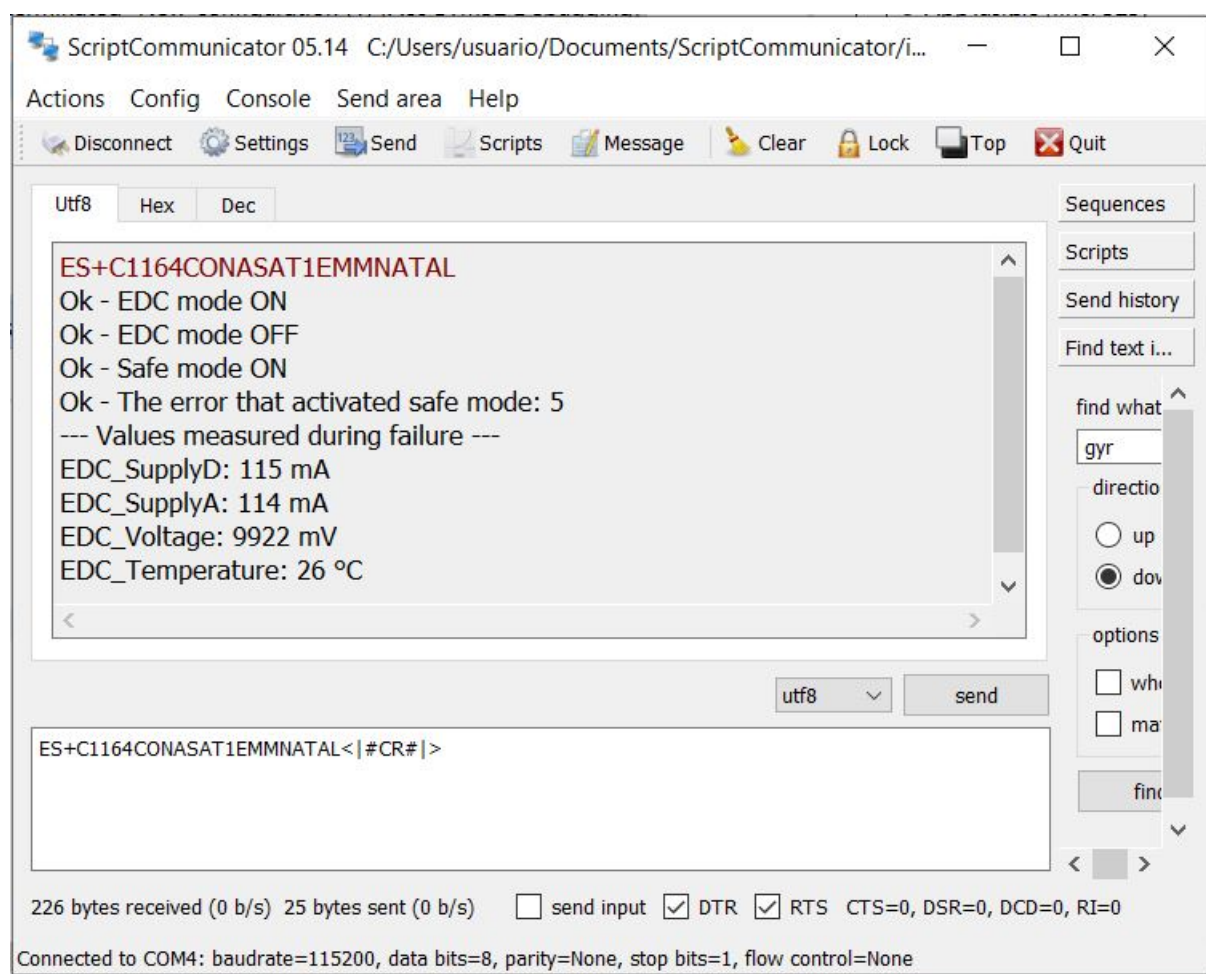 ScriptCommunicator 05.14 C:/Users/usuario/Documents/ScriptCommunicator/i...
Actions Config Console Send area Help
Disconnect Settings Send Scripts Message Clear Lock Top Quit
Utf8 Hex Dec
Sequences
Scripts
Send history
Find text i...
ES+C1164CONASAT1EMMNATAL
Ok - EDC mode ON
Ok - EDC mode OFF
Ok - Safe mode ON
Ok - The error that activated safe mode: 5
--- Values measured during failure ---
EDC_SupplyD: 115 mA
EDC_SupplyA: 114 mA
EDC_Voltage: 9922 mV
EDC_Temperature: 26 ºC
find what
gyr
directio
up
dov
options
who
ma
find
utf8 send
ES+C1164CONASAT1EMMNATAL<|#CR#|>
226 bytes received (0 b/s) 25 bytes sent (0 b/s) send input DTR RTS CTS=0, DSR=0, DCD=0, RI=0
Connected to COM4: baudrate=115200, data bits=8, parity=None, stop bits=1, flow control=None